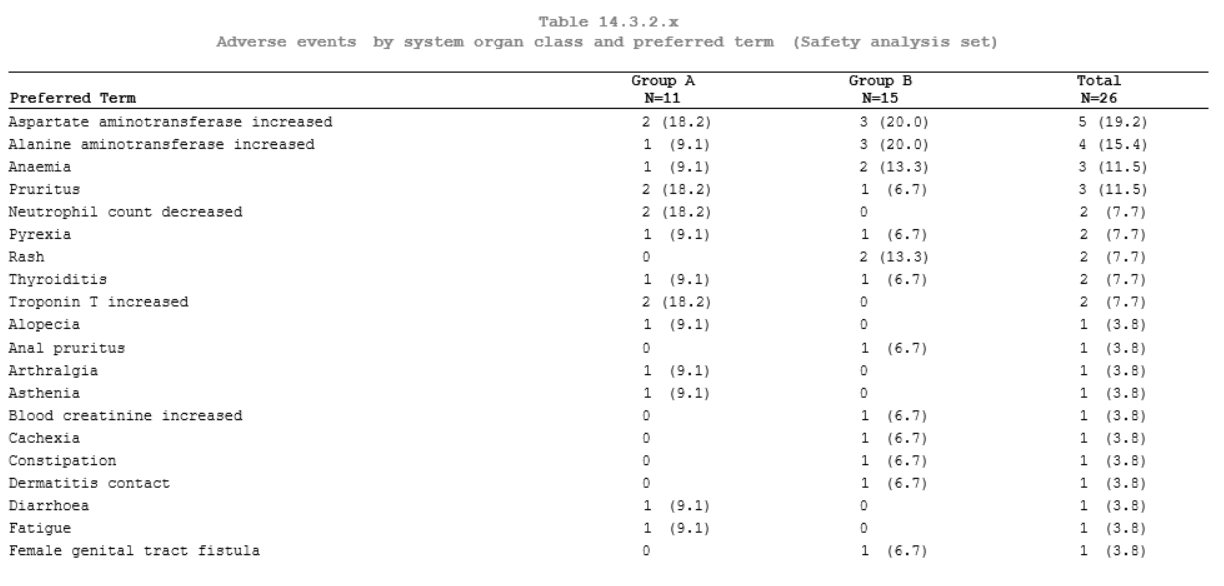 Table 14.3.2.x
Adverse events by system organ class and preferred term (Safety analysis set)
Group A Group B Total
Preferred Term N=11 N=15 N=26
Aspartate aminotransferase increased 2 (18.2) 3 (20.0) 5 (19.2)
Alanine aminotransferase increased 1 (9.1) 3 (20.0) 4 (15.4)
Anaemia 1 (9.1) 2 (13.3) 3 (11.5)
Pruritus 2 (18.2) 1 (6.7) 3 (11.5)
Neutrophil count decreased 2 (18.2) 0 2 (7.7)
Pyrexia 1 (9.1) 1 (6.7) 2 (7.7)
Rash 0 2 (13.3) 2 (7.7)
Thyroiditis 1 (9.1) 1 (6.7) 2 (7.7)
Troponin T increased 2 (18.2) 0 2 (7.7)
Alopecia 1 (9.1) 0 1 (3.8)
Anal pruritus 0 1 (6.7) 1 (3.8)
Arthralgia 1 (9.1) 0 1 (3.8)
Asthenia 1 (9.1) 0 1 (3.8)
Blood creatinine increased 0 1 (6.7) 1 (3.8)
Cachexia 0 1 (6.7) 1 (3.8)
Constipation 0 1 (6.7) 1 (3.8)
Dermatitis contact 0 1 (6.7) 1 (3.8)
Diarrhoea 1 (9.1) 0 1 (3.8)
Fatigue 1 (9.1) 0 1 (3.8)
Female genital tract fistula 0 1 (6.7) 1 (3.8)